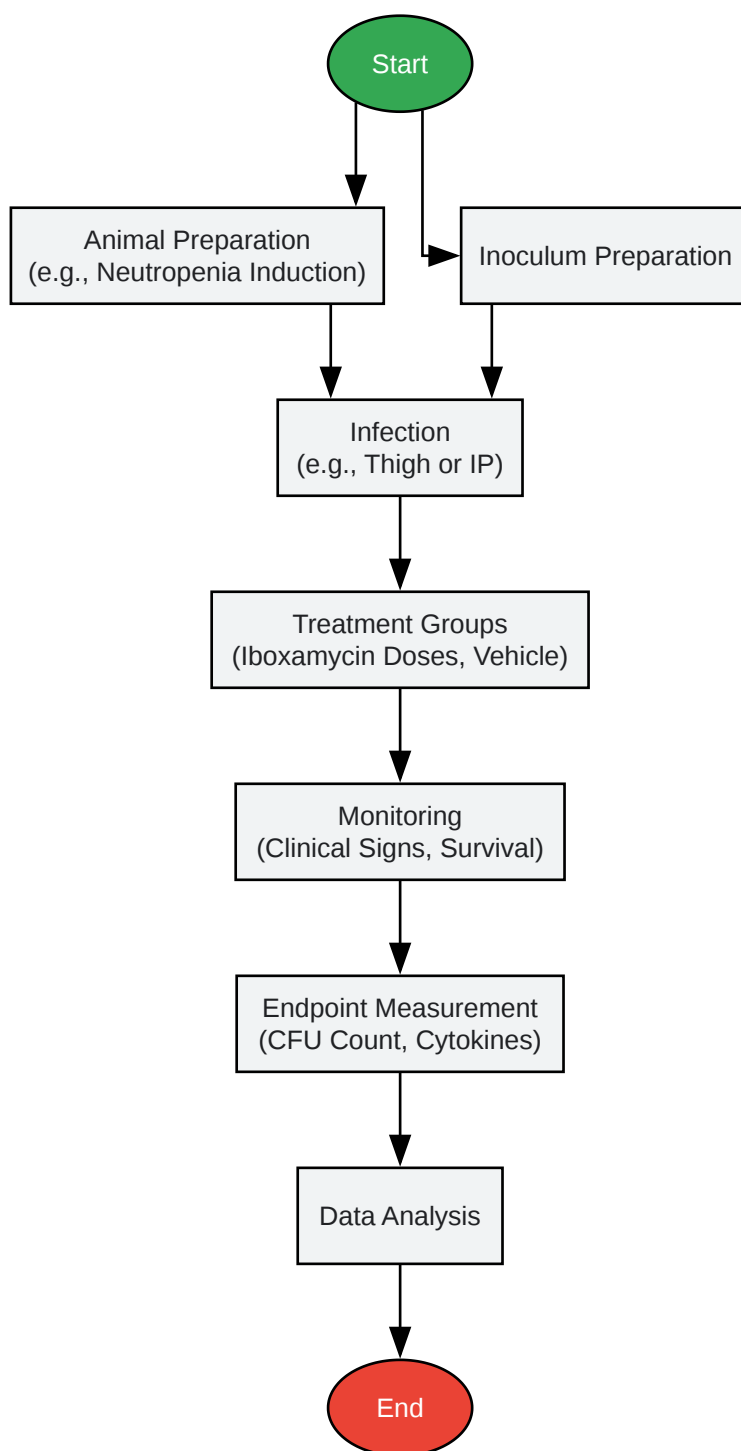 Start
Animal Preparation
(e.g., Neutropenia Induction)
Inoculum Preparation
Infection
(e.g., Thigh or IP)
Treatment Groups
(Iboxamycin Doses, Vehicle)
Monitoring
(Clinical Signs, Survival)
Endpoint Measurement
(CFU Count, Cytokines)
Data Analysis
End